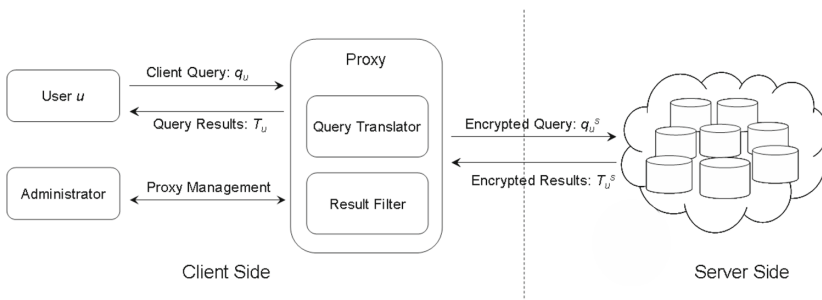 Proxy
Client Query: qu
User u
Query Results: Tu
Query Translator
Encrypted Query: quS
Encrypted Results: TuS
Administrator
Proxy Management
Result Filter
Client Side
Server Side